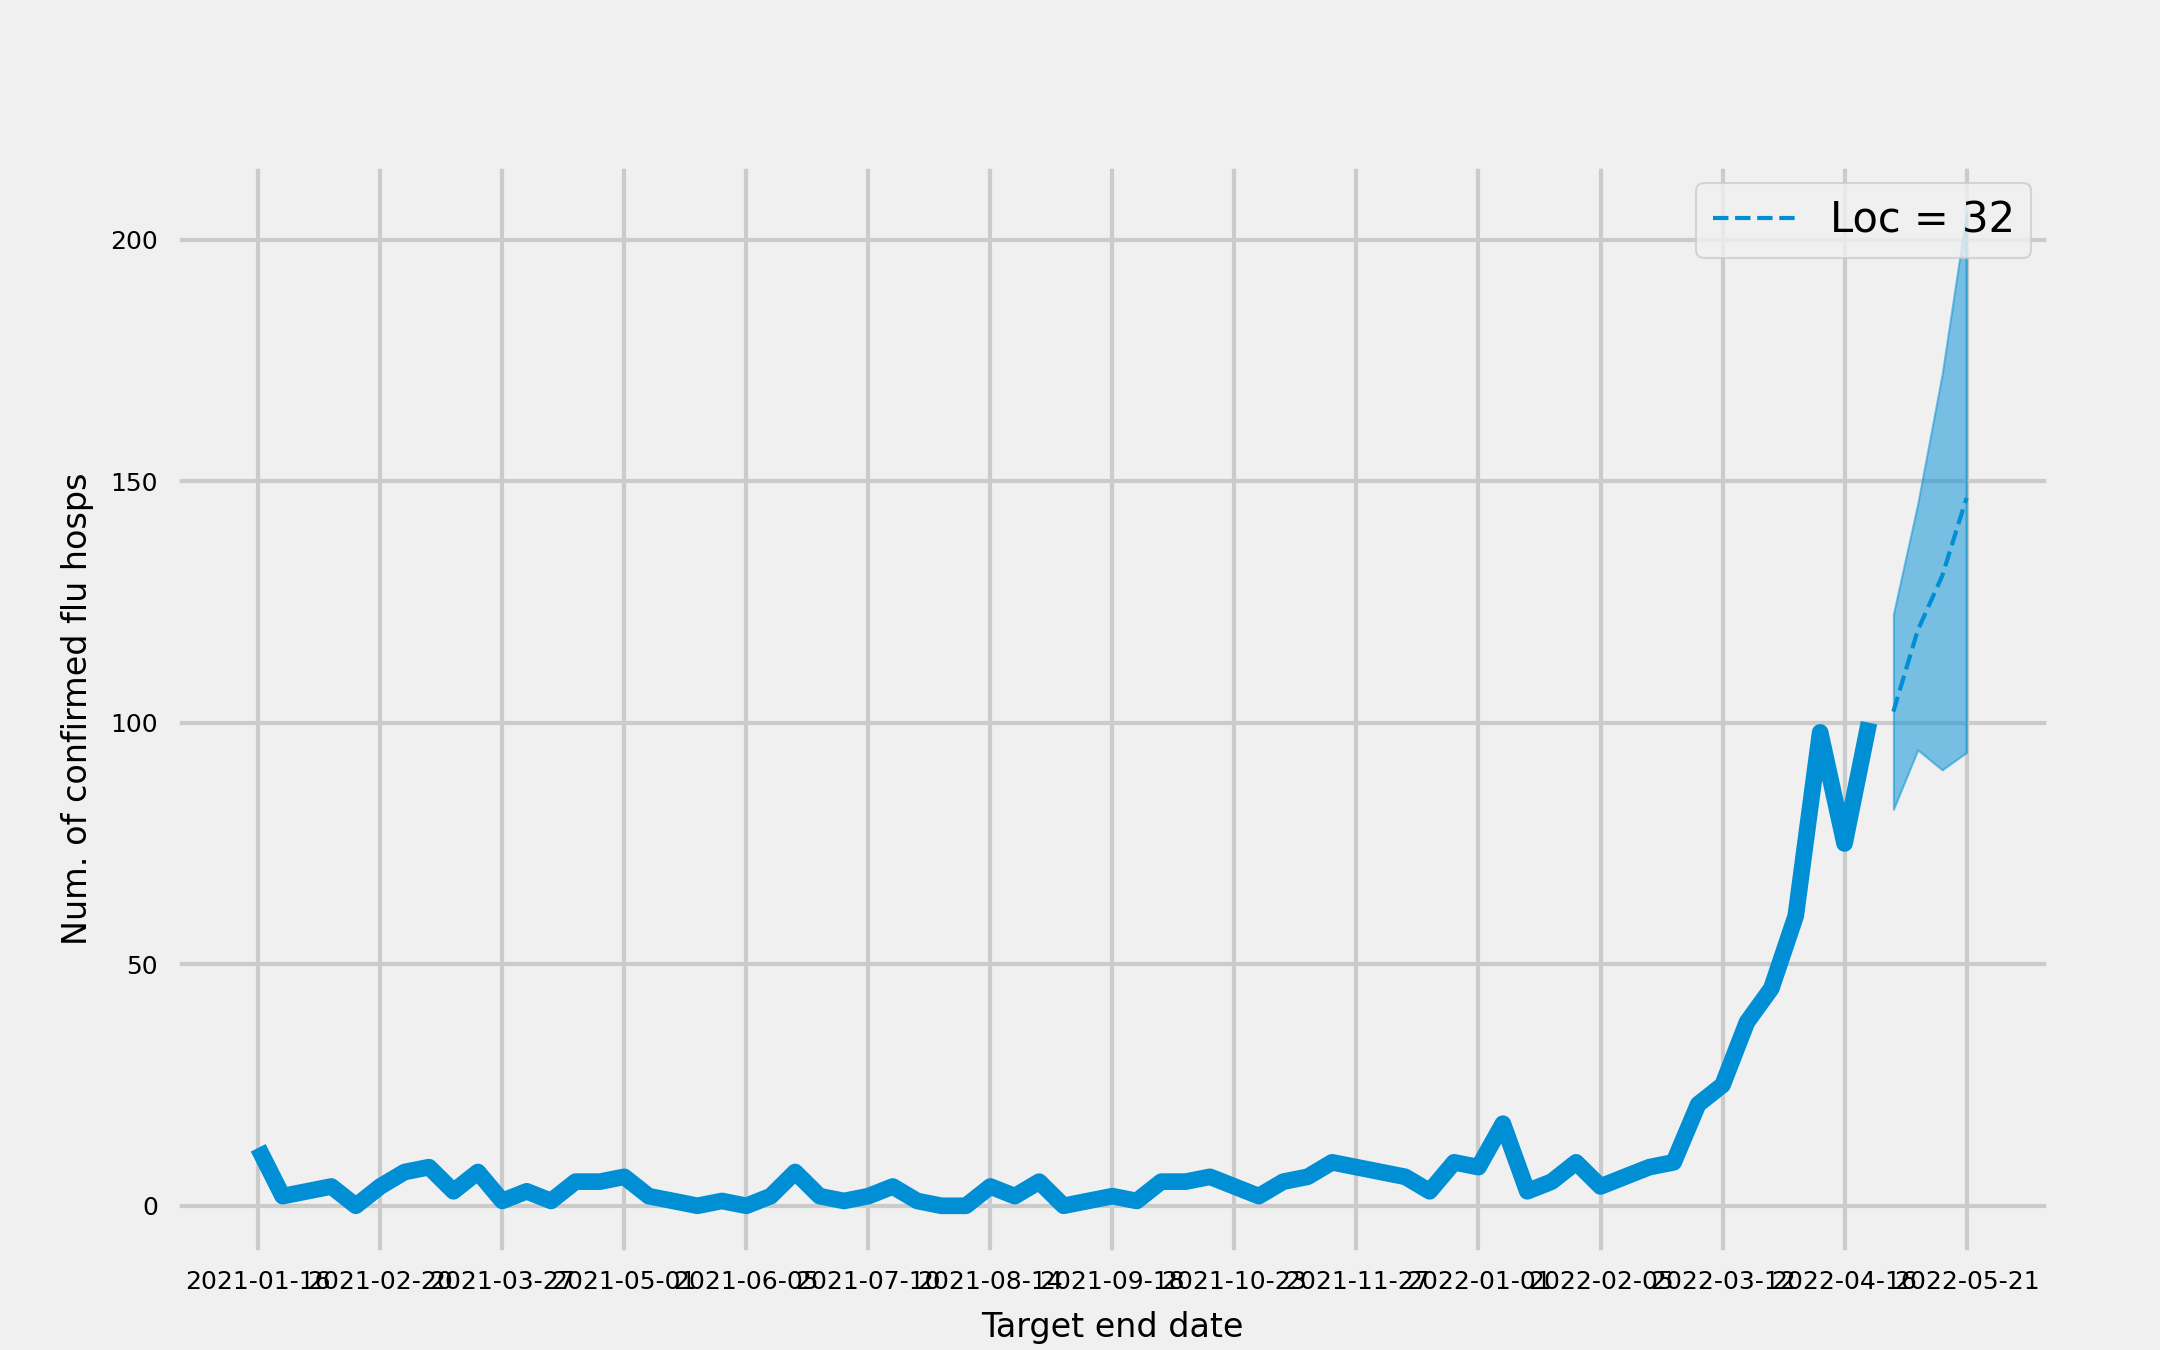 Loc = 32
200
150
100
50
0
Num. of confirmed flu hosps
2021-01-16 2021-02-20 2021-03-27 2021-05-01 2021-06-05 2021-07-10 2021-08-14 2021-09-18 2021-10-23 2021-11-27 2022-01-01 2022-02-05 2022-03-12 2022-04-16 2022-05-21
Target end date